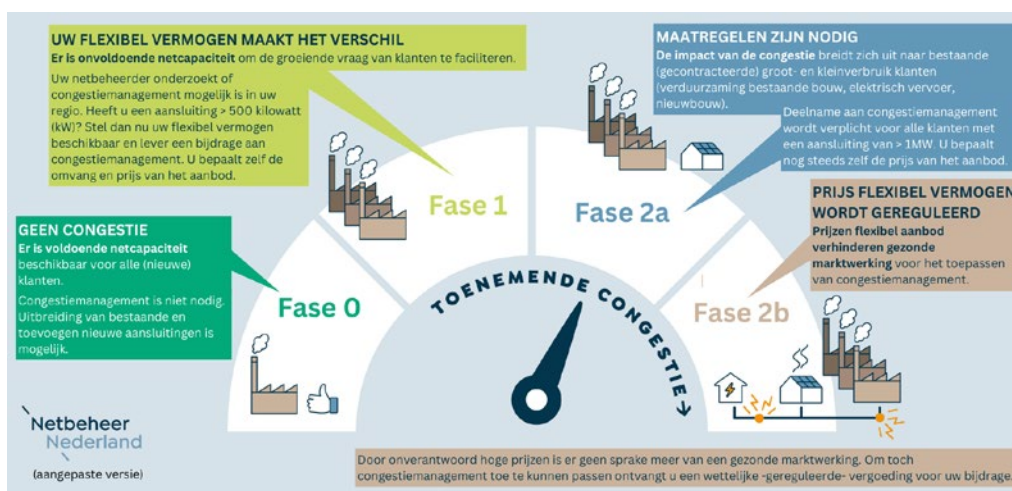 UW FLEXIBEL VERMOGEN MAAKT HET VERSCHIL
Er is onvoldoende netcapaciteit om de groeiende vraag van klanten te faciliteren.
Uw netbeheerder onderzoekt of
congestiemanagement mogelijk is in uw
regio. Heeft u een aansluiting > 500 kilowatt
(kW)? Stel dan nu uw flexibel vermogen
beschikbaar en lever een bijdrage aan
congestiemanagement. U bepaalt zelf de
omvang en prijs van het aanbod.
MAATREGELEN ZIJN NODIG
De impact van de congestie breidt zich uit naar bestaande
(gecontracteerde) groot- en kleinverbruik klanten
(verduurzaming bestaande bouw, elektrisch vervoer,
nieuwbouw).
Deelname aan congestiemanagement
wordt verplicht voor alle klanten met
een aansluiting van > 1MW. U bepaalt
nog steeds zelf de prijs van het aanbod.
PRIJS FLEXIBEL VERMOGEN
WORDT GEREGULEERD
Prijzen flexibel aanbod
verhinderen gezonde
marktwerking voor het toepassen
van congestiemanagement.
GEEN CONGESTIE
Er is voldoende netcapaciteit
beschikbaar voor alle (nieuwe)
klanten.
Congestiemanagement is niet nodig.
Uitbreiding van bestaande en
toevoegen nieuwe aansluitingen is
mogelijk.
Fase 0
Fase 1
Fase 2a
Fase 2b
TOENEMENDE CONGESTIE
Netbeheer
Nederland
(aangepaste versie)
Door onverantwoord hoge prijzen is er geen sprake meer van een gezonde marktwerking. Om toch
congestiemanagement toe te kunnen passen ontvangt u een wettelijke -gereguleerde- vergoeding voor uw bijdrage.